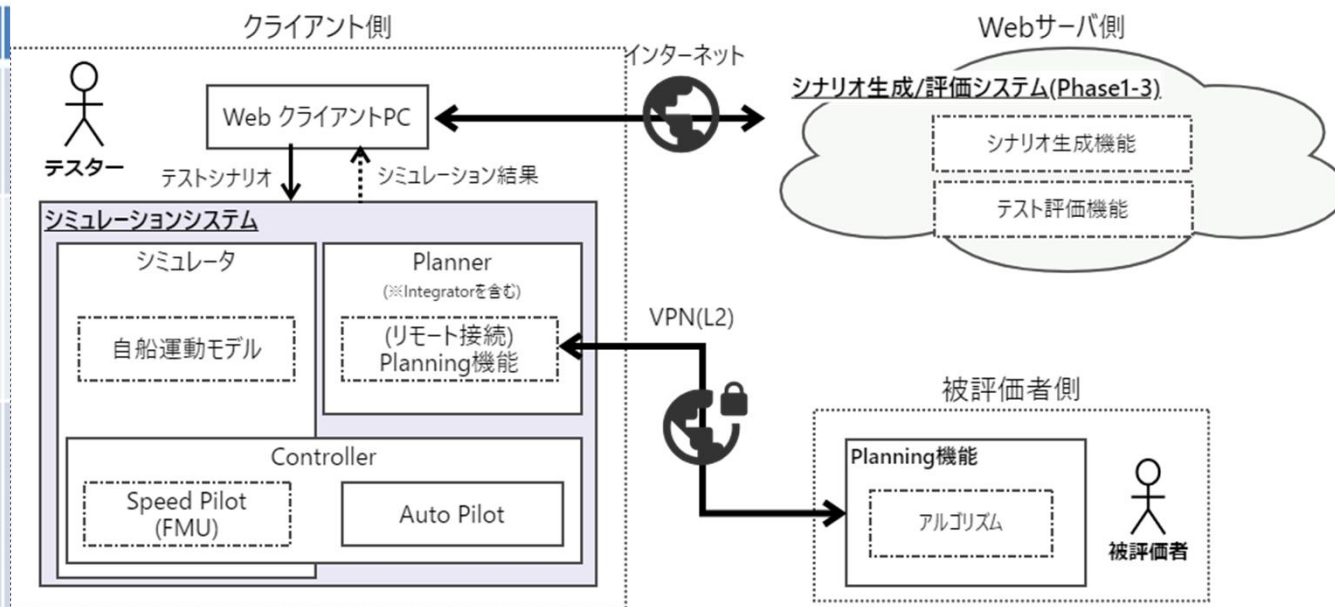 クライアント側
Webサーバ側
インターネット
シナリオ生成/評価システム(Phase1-3)
Web クライアントPC
シナリオ生成機能
テスター
テストシナリオ
シミュレーション結果
テスト評価機能
シミュレーションシステム
シミュレータ
Planner
(※Integratorを含む)
自船運動モデル
(リモート接続)
Planning機能
VPN(L2)
被評価者側
Controller
Planning機能
Speed Pilot
(FMU)
Auto Pilot
アルゴリズム
被評価者